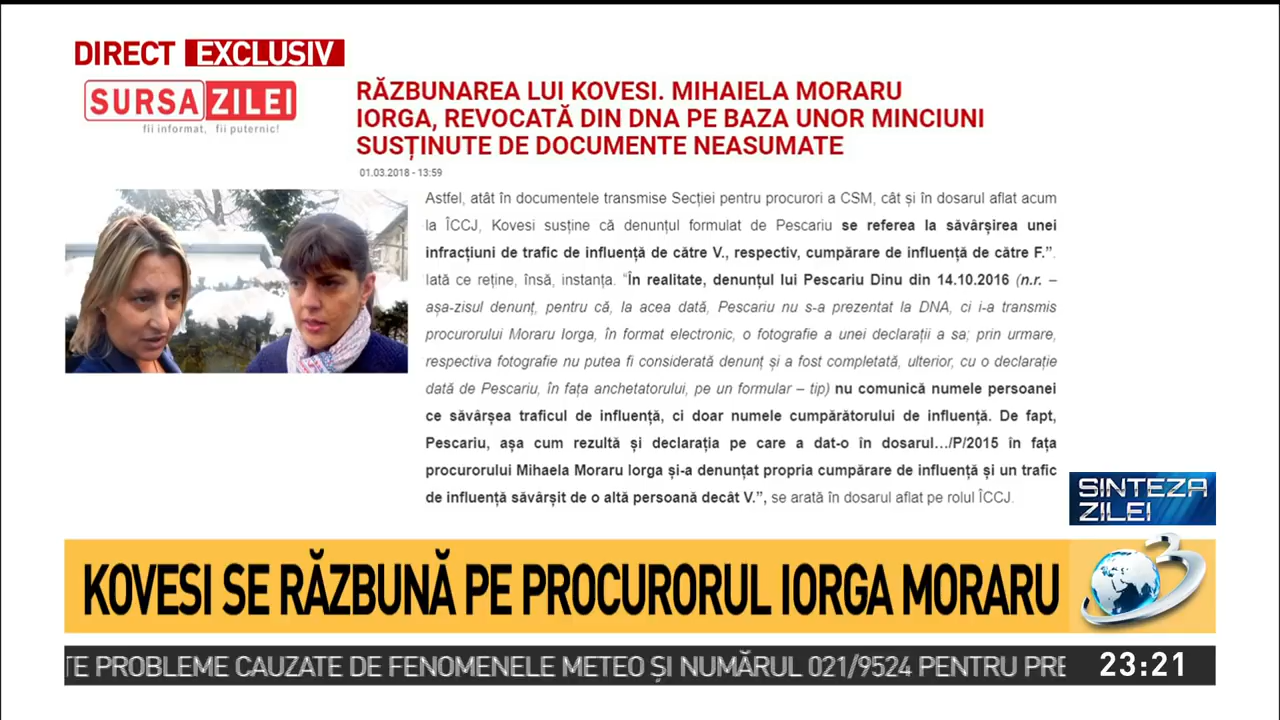 DIRECT EXCLUSIV
SURSA ZILEI
fii informat, fii puternic!
RĂZBUNAREA LUI KOVESI. MIHAIELA MORARU
IORGA, REVOCATĂ DIN DNA PE BAZA UNOR MINCIUNI
SUSȚINUTE DE DOCUMENTE NEASUMATE
01.03.2018 - 13:59
Astfel, atât în documentele transmise Secției pentru procurori a CSM, cât și în dosarul aflat acum
la ÎCCJ, Kovesi susține că denunțul formulat de Pescariu se referea la săvârșirea unei
infracțiuni de trafic de influență de către V., respectiv, cumpărare de influență de către F.”.
Iată ce reține, însă, instanța. “În realitate, denunțul lui Pescariu Dinu din 14.10.2016 (n.r. –
așa-zisul denunț, pentru că, la acea dată, Pescariu nu s-a prezentat la DNA, ci i-a transmis
procurorului Moraru Iorga, în format electronic, o fotografie a unei declarații a sa; prin urmare,
respectiva fotografie nu putea fi considerată denunț și a fost completată, ulterior, cu o declarație
dată de Pescariu, în fața anchetatorului, pe un formular – tip) nu comunică numele persoanei
ce săvârșea traficul de influență, ci doar numele cumpărătorului de influență. De fapt,
Pescariu, așa cum rezultă și declarația pe care a dat-o în dosarul…/P/2015 în fața
procurorului Mihaela Moraru Iorga și-a denunțat propria cumpărare de influență și un trafic
de influență săvârșit de o altă persoană decât V.”, se arată în dosarul aflat pe rolul ÎCCJ.
SINTEZA
ZILEI
KOVESI SE RĂZBUNĂ PE PROCURORUL IORGA MORARU
3
TE PROBLEME CAUZATE DE FENOMENELE METEO ȘI NUMĂRUL 021/9524 PENTRU PRE
23:21